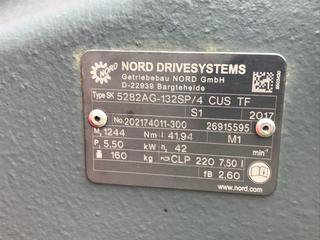 NORD
NORD DRIVESYSTEMS
Getriebebau NORD GmbH
D-22939 Bargteheide
Type SK 5282AG-132SP/4 CUS TF
S1 2017
No. 202174011-300 26915595
M₂ 1244 Nm i 41,94 M1
P₁ 5,50 kW n₂ 42 min⁻¹
160 kg CLP 220 7,50 l
fB 2,60
www.nord.com